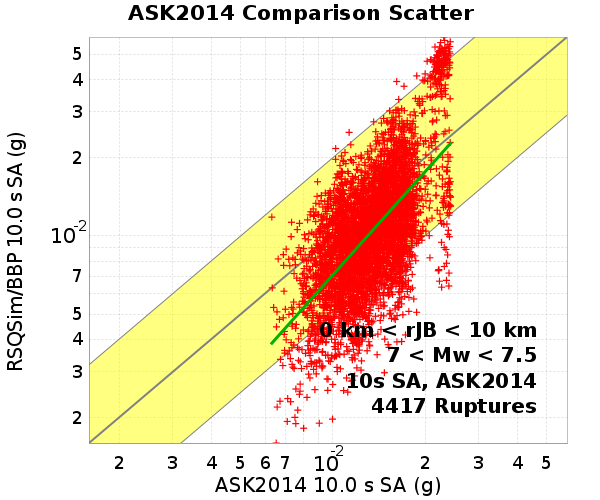 ASK2014 Comparison Scatter
RSQSim/BBP 10.0 s SA (g)
5
4
3
2
10-2
7
5
4
3
2
0 km < rJB < 10 km
7 < Mw < 7.5
10s SA, ASK2014
4417 Ruptures
2 3 4 5 6 7 10-2 2 3 4 5
ASK2014 10.0 s SA (g)